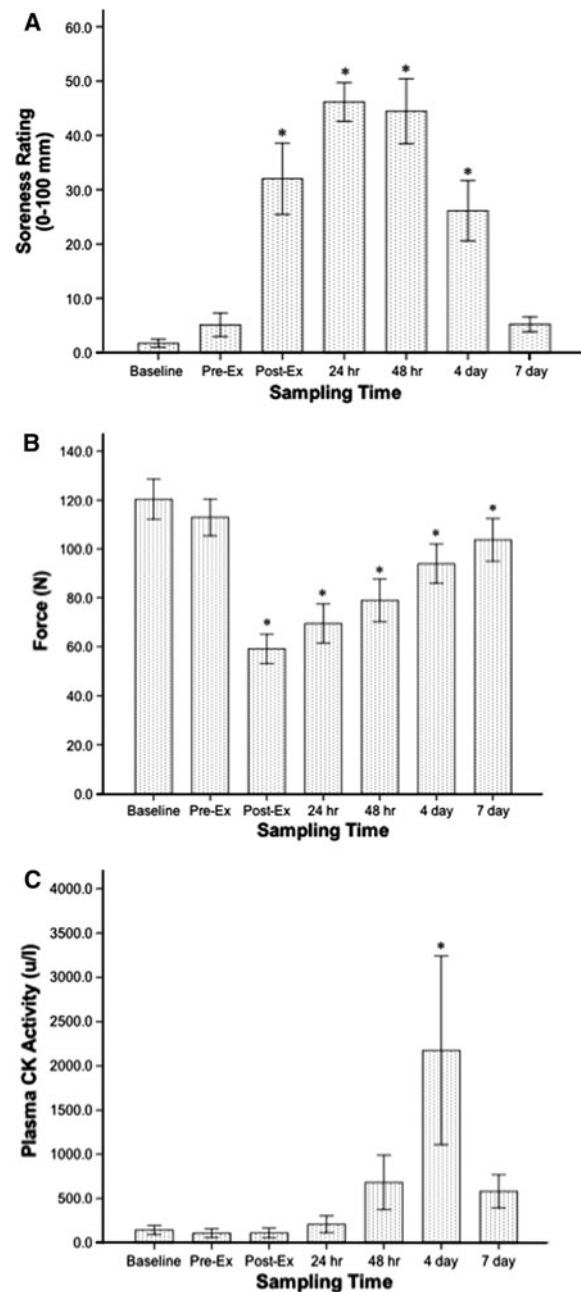 A
Soreness Rating
(0-100 mm)
60.0
50.0
40.0
30.0
20.0
10.0
0.0
*
*
*
*
Baseline Pre-Ex Post-Ex 24 hr 48 hr 4 day 7 day
Sampling Time
B
Force (N)
140.0
120.0
100.0
80.0
60.0
40.0
20.0
0.0
*
*
*
*
*
Baseline Pre-Ex Post-Ex 24 hr 48 hr 4 day 7 day
Sampling Time
C
Plasma CK Activity (u/l)
4000.0
3500.0
3000.0
2500.0
2000.0
1500.0
1000.0
500.0
0.0
*
Baseline Pre-Ex Post-Ex 24 hr 48 hr 4 day 7 day
Sampling Time